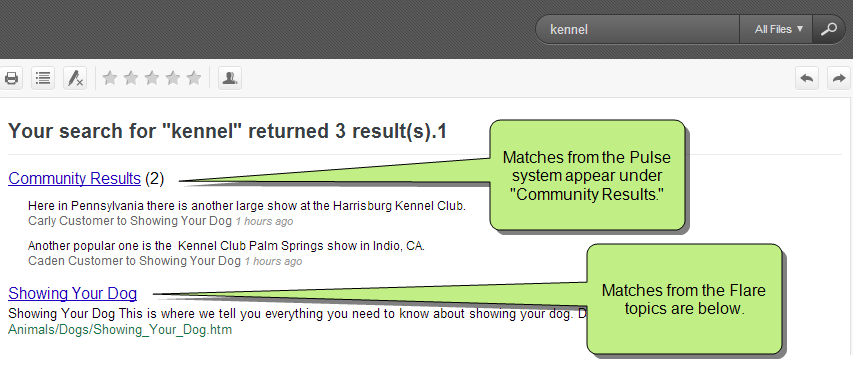 kennel
All Files
Your search for "kennel" returned 3 result(s).1
Community Results (2)
Here in Pennsylvania there is another large show at the Harrisburg Kennel Club.
Carly Customer to Showing Your Dog 1 hours ago
Another popular one is the Kennel Club Palm Springs show in Indio, CA.
Caden Customer to Showing Your Dog 1 hours ago
Matches from the Pulse
system appear under
"Community Results."
Showing Your Dog
Showing Your Dog This is where we tell you everything you need to know about showing your dog. D
Animals/Dogs/Showing_Your_Dog.htm
Matches from the Flare
topics are below.